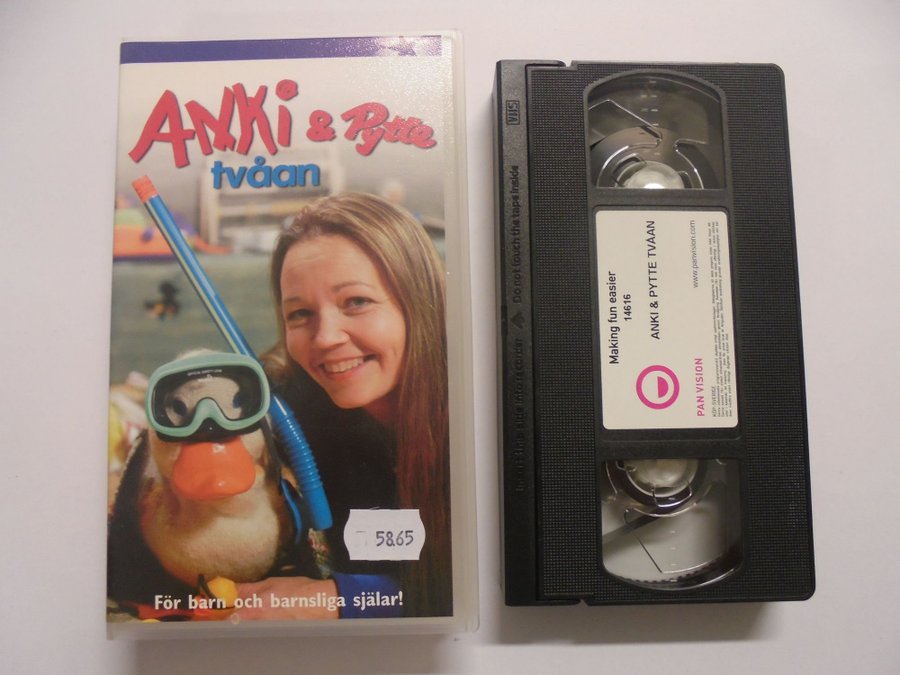 ANKi & Pytte
tvåan
5865
För barn och barnsliga själar!
VHS
Do not touch the tape inside
Making fun easier
14616
ANKI & PYTTE TVÅAN
www.panvision.com
PAN VISION